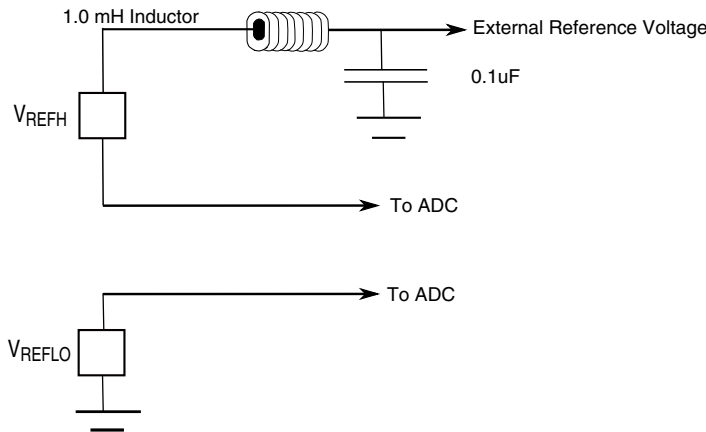 1.0 mH Inductor
External Reference Voltage
0.1uF
VREFH
To ADC
To ADC
VREFLO